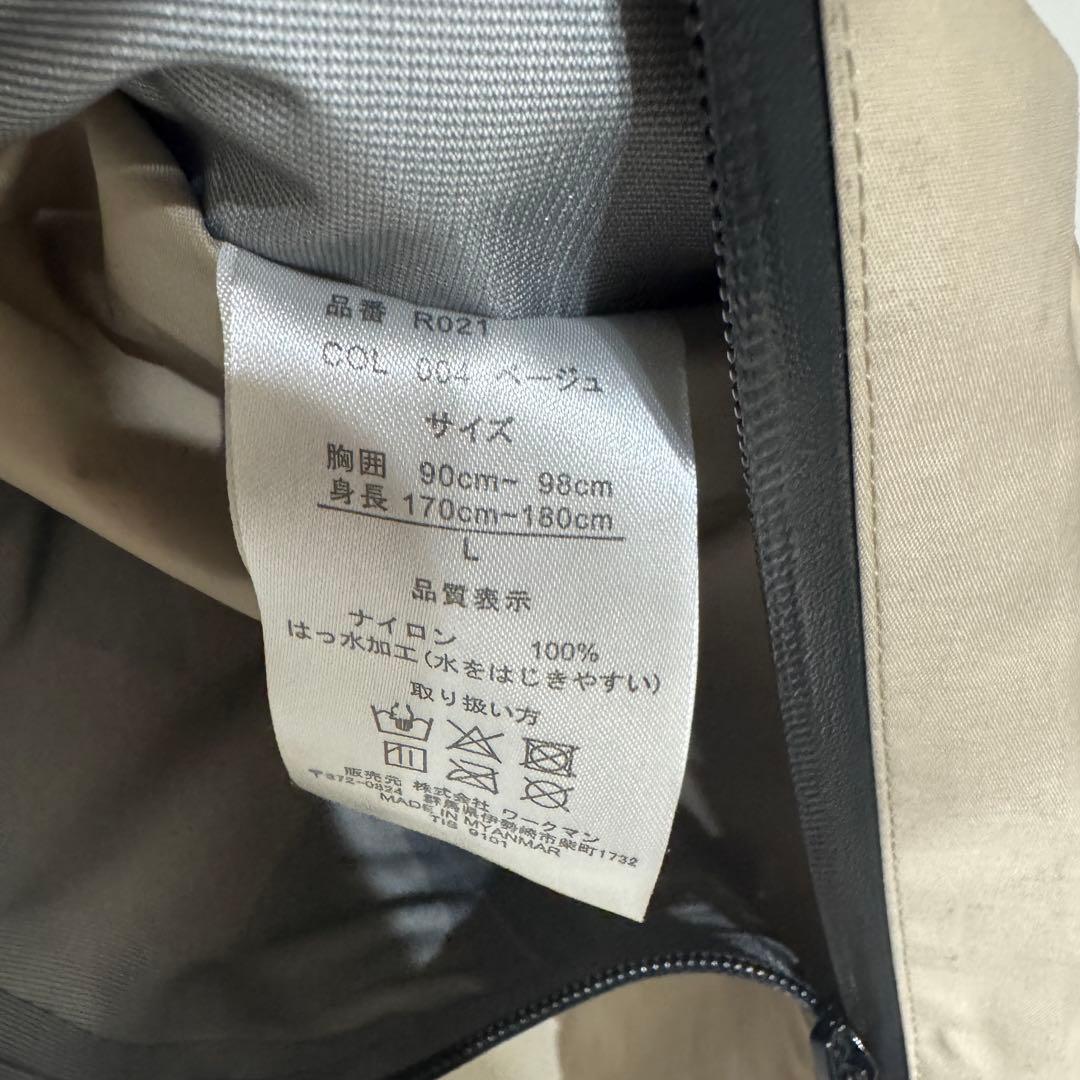 品番 R021
COL 004 ベージュ
サイズ
胸囲 90cm~ 98cm
身長 170cm~180cm
L
品質表示
ナイロン 100%
はっ水加工(水をはじきやすい)
取り扱い方
販売元 株式会社 ワークマン
〒372-0824 群馬県伊勢崎市柴町1732
MADE IN MYANMAR
TIS 9101